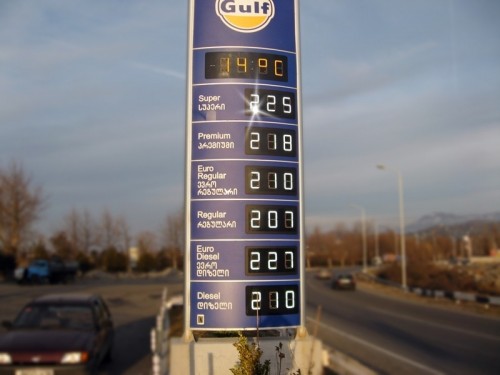 Gulf
14°C
Super
სუპერი
225
Premium
პრემიუმი
218
Euro
Regular
ევრო
რეგულარი
210
Regular
რეგულარი
207
Euro
Diesel
ევრო
დიზელი
227
Diesel
დიზელი
210